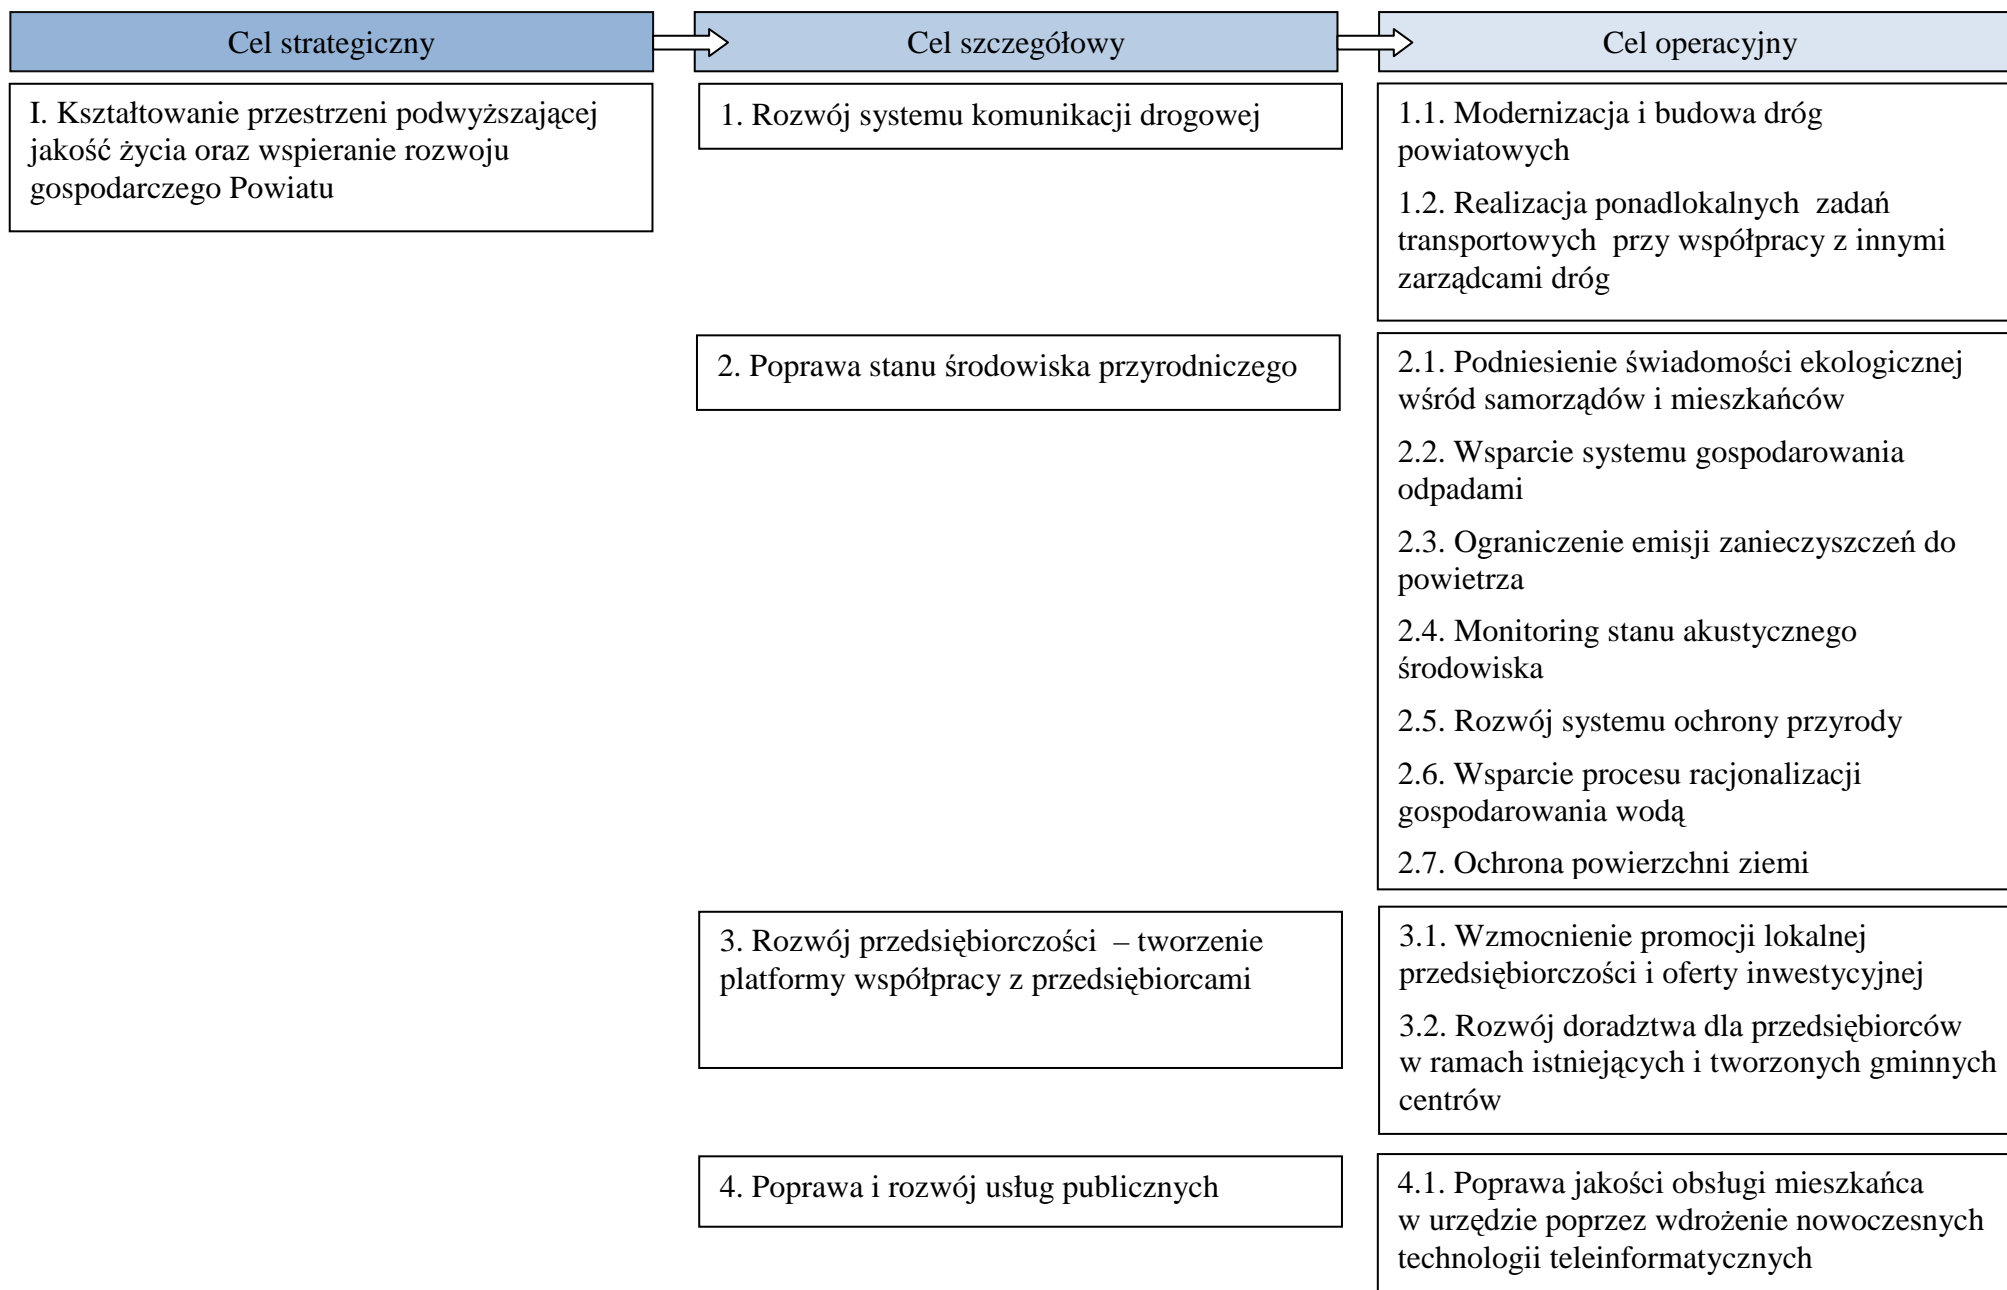 Cel strategiczny
Cel szczegółowy
Cel operacyjny
I. Kształtowanie przestrzeni podwyższającej
jakość życia oraz wspieranie rozwoju
gospodarczego Powiatu
1. Rozwój systemu komunikacji drogowej
1.1. Modernizacja i budowa dróg
powiatowych
1.2. Realizacja ponadlokalnych zadań
transportowych przy współpracy z innymi
zarządcami dróg
2. Poprawa stanu środowiska przyrodniczego
2.1. Podniesienie świadomości ekologicznej
wśród samorządów i mieszkańców
2.2. Wsparcie systemu gospodarowania
odpadami
2.3. Ograniczenie emisji zanieczyszczeń do
powietrza
2.4. Monitoring stanu akustycznego
środowiska
2.5. Rozwój systemu ochrony przyrody
2.6. Wsparcie procesu racjonalizacji
gospodarowania wodą
2.7. Ochrona powierzchni ziemi
3. Rozwój przedsiębiorczości – tworzenie
platformy współpracy z przedsiębiorcami
3.1. Wzmocnienie promocji lokalnej
przedsiębiorczości i oferty inwestycyjnej
3.2. Rozwój doradztwa dla przedsiębiorców
w ramach istniejących i tworzonych gminnych
centrów
4. Poprawa i rozwój usług publicznych
4.1. Poprawa jakości obsługi mieszkańca
w urzędzie poprzez wdrożenie nowoczesnych
technologii teleinformatycznych